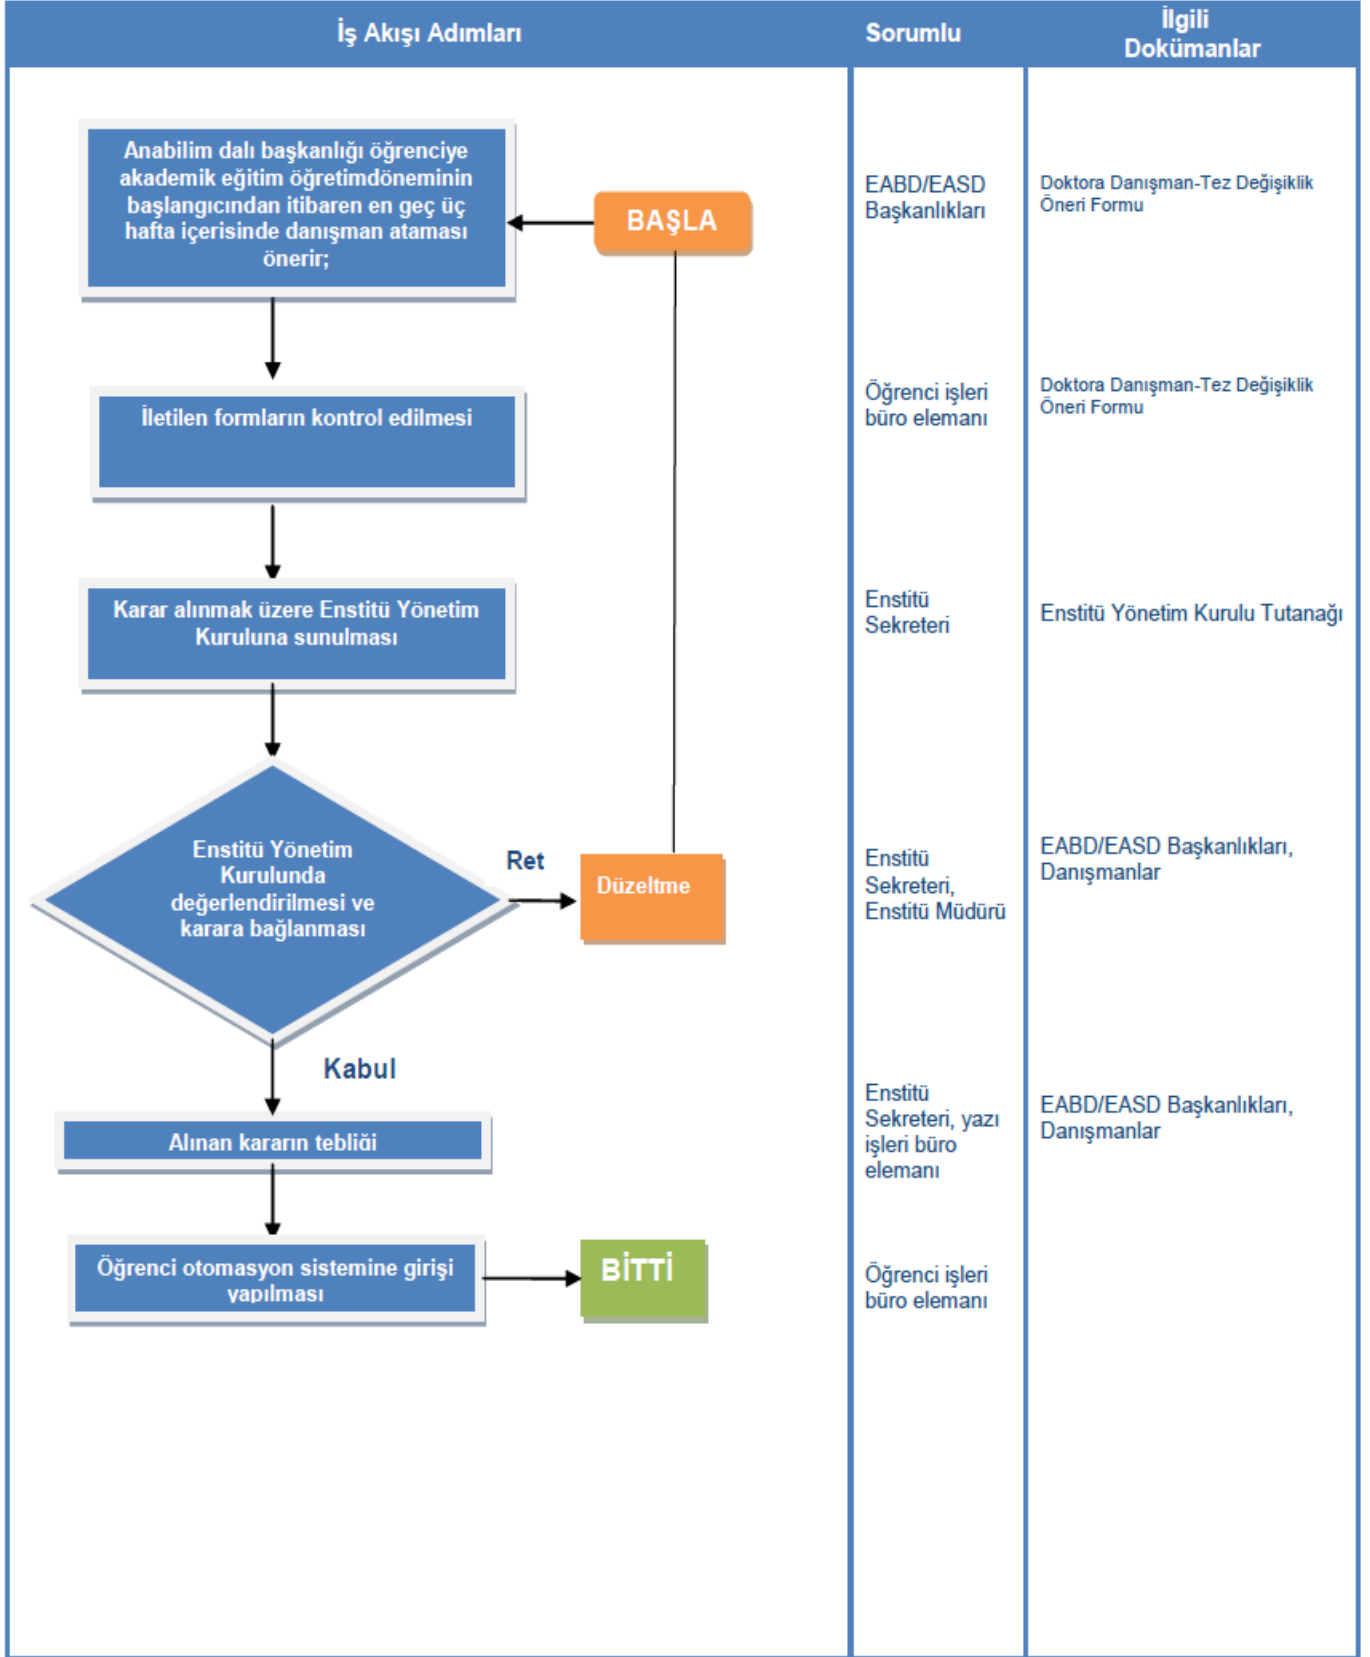 İş Akışı Adımları
Sorumlu
İlgili
Dokümanlar
Anabilim dalı başkanlığı öğrenciye
akademik eğitim öğretimdöneminin
başlangıcından itibaren en geç üç
hafta içerisinde danışman ataması
önerir;
BAŞLA
EABD/EASD
Başkanlıkları
Doktora Danışman-Tez Değişiklik
Öneri Formu
İletilen formların kontrol edilmesi
Öğrenci işleri
büro elemanı
Doktora Danışman-Tez Değişiklik
Öneri Formu
Karar alınmak üzere Enstitü Yönetim
Kuruluna sunulması
Enstitü
Sekreteri
Enstitü Yönetim Kurulu Tutanağı
Enstitü Yönetim
Kurulunda
değerlendirilmesi ve
karara bağlanması
Ret
Düzeltme
Enstitü
Sekreteri,
Enstitü Müdürü
EABD/EASD Başkanlıkları,
Danışmanlar
Kabul
Alınan kararın tebliği
Enstitü
Sekreteri, yazı
işleri büro
elemanı
EABD/EASD Başkanlıkları,
Danışmanlar
Öğrenci otomasyon sistemine girişi
yapılması
BİTTİ
Öğrenci işleri
büro elemanı